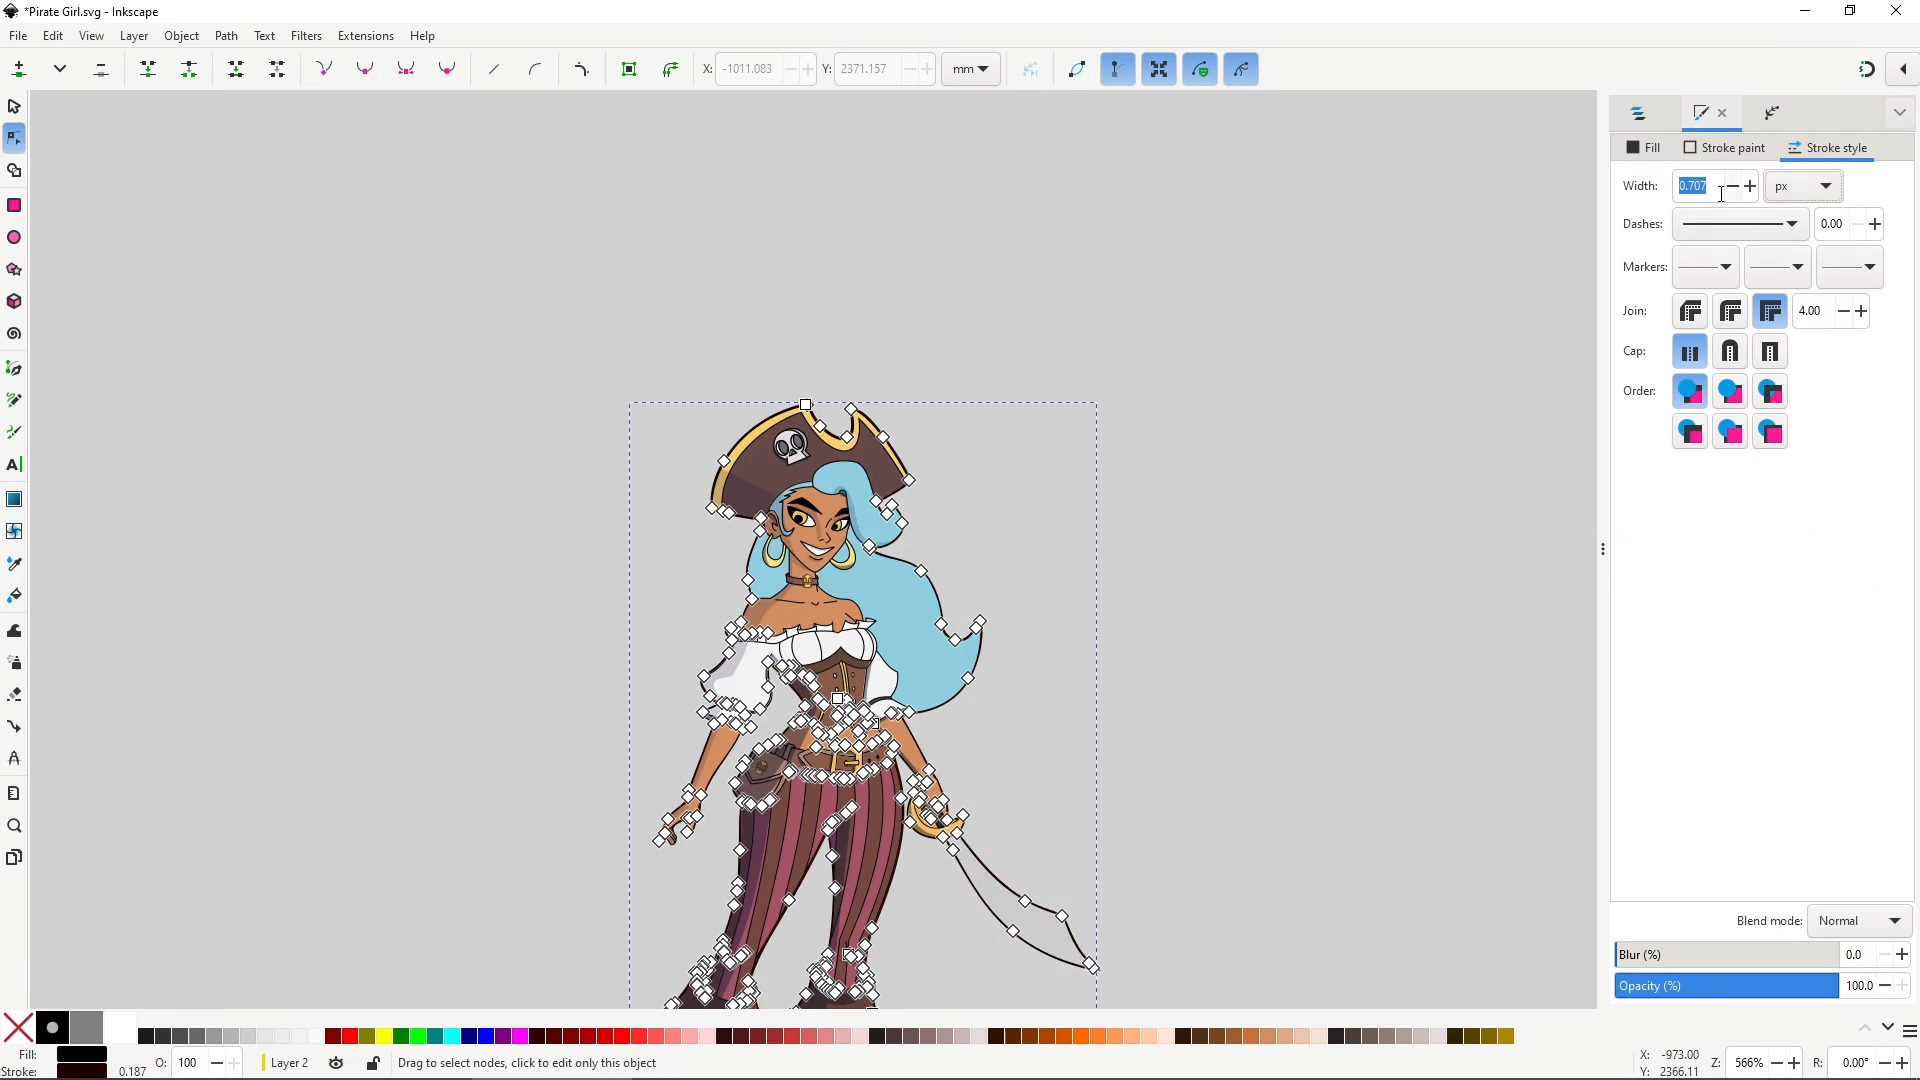 *Pirate Girl.svg - Inkscape
File Edit View Layer Object Path Text Filters Extensions Help
X: -1011.083 Y: 2371.157 mm
Fill Stroke paint Stroke style
Width: 0.707 px
Dashes: 0.00
Markers:
Join: 4.00
Cap:
Order:
Blend mode: Normal
Blur (%) 0.0
Opacity (%) 100.0
Fill:
Stroke: 0.187
O: 100
Layer 2
Drag to select nodes, click to edit only this object
X: -973.00
Y: 2366.11
Z: 566%
R: 0.00°